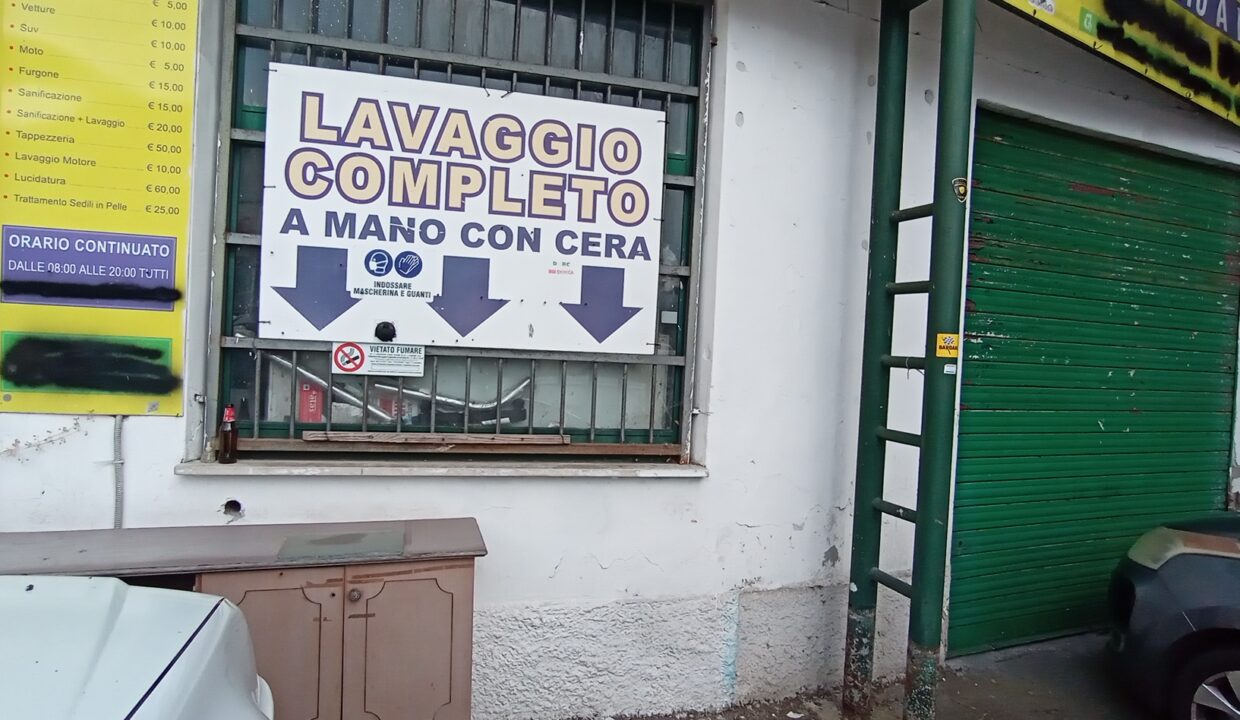 € 5,00
Vetture € 10,00
Suv € 10,00
Moto € 5,00
Furgone € 15,00
Sanificazione € 15,00
Sanificazione + Lavaggio € 20,00
Tappezzeria € 50,00
Lavaggio Motore € 10,00
Lucidatura € 60,00
Trattamento Sedili in Pelle € 25,00
ORARIO CONTINUATO
DALLE 08:00 ALLE 20:00 TUTTI
LAVAGGIO
COMPLETO
A MANO CON CERA
INDOSSARE
MASCHERINA E GUANTI
VIETATO FUMARE
BARDAHL